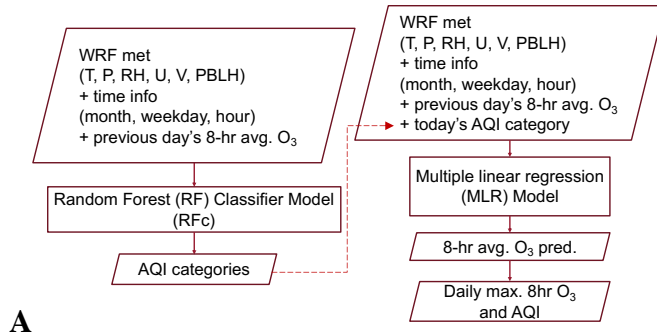 WRF met
(T, P, RH, U, V, PBLH)
+ time info
(month, weekday, hour)
+ previous day's 8-hr avg. O₃
Random Forest (RF) Classifier Model
(RFc)
AQI categories
WRF met
(T, P, RH, U, V, PBLH)
+ time info
(month, weekday, hour)
+ previous day's 8-hr avg. O₃
+ today's AQI category
Multiple linear regression
(MLR) Model
8-hr avg. O₃ pred.
Daily max. 8hr O₃
and AQI
A